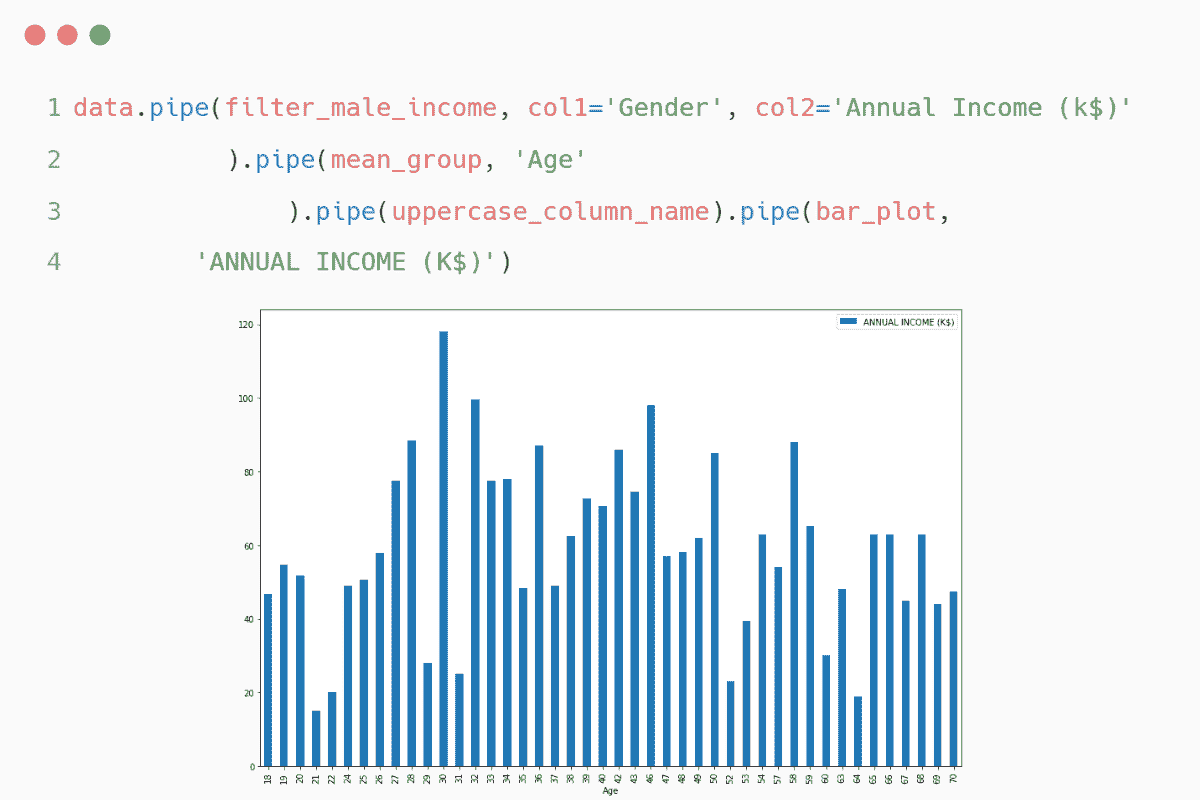 1 data.pipe(filter_male_income, col1='Gender', col2='Annual Income (k$)'
2 ).pipe(mean_group, 'Age'
3 ).pipe(uppercase_column_name).pipe(bar_plot,
4 'ANNUAL INCOME (K$)')
ANNUAL INCOME (K$)
120
100
80
60
40
20
0
18 19 20 21 22 24 25 26 27 28 29 30 31 32 33 34 35 36 37 38 39 40 42 43 46 47 48 49 50 52 53 54 57 58 59 60 63 64 65 66 67 68 69 70
Age